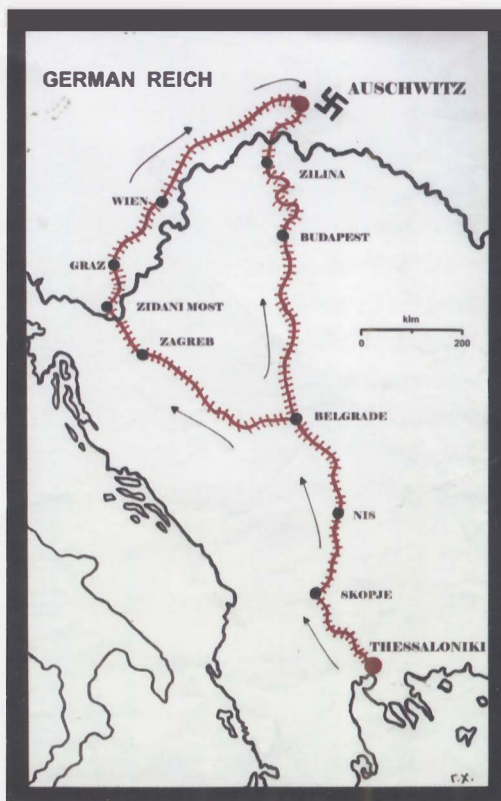 GERMAN REICH
AUSCHWITZ
ZILINA
WIEN
BUDAPEST
GRAZ
ZIDANI MOST
klm
0 200
ZAGREB
BELGRADE
NIS
SKOPJE
THESSALONIKI
Γ.Χ.